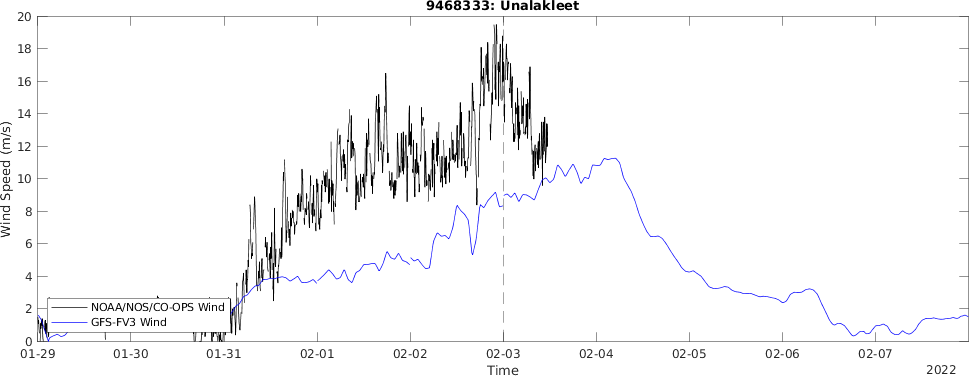 9468333: Unalakleet
20
18
16
14
12
10
8
6
4
2
0
Wind Speed (m/s)
NOAA/NOS/CO-OPS Wind
GFS-FV3 Wind
01-29 01-30 01-31 02-01 02-02 02-03 02-04 02-05 02-06 02-07
Time
2022